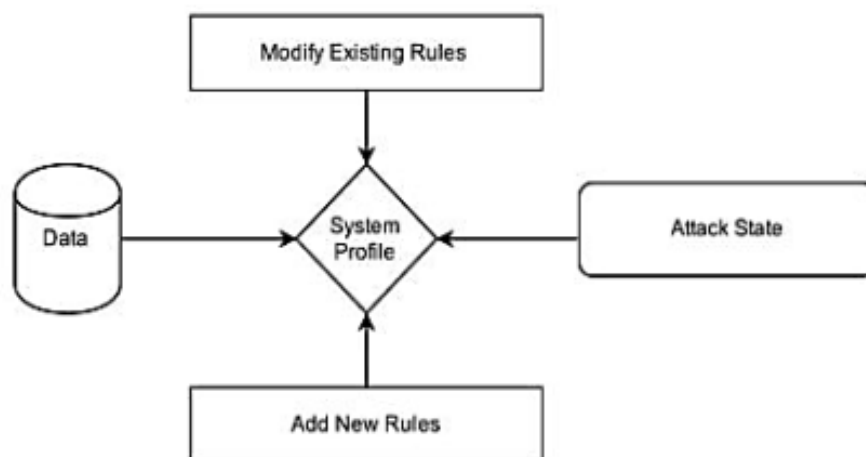 Modify Existing Rules
Data
System
Profile
Attack State
Add New Rules